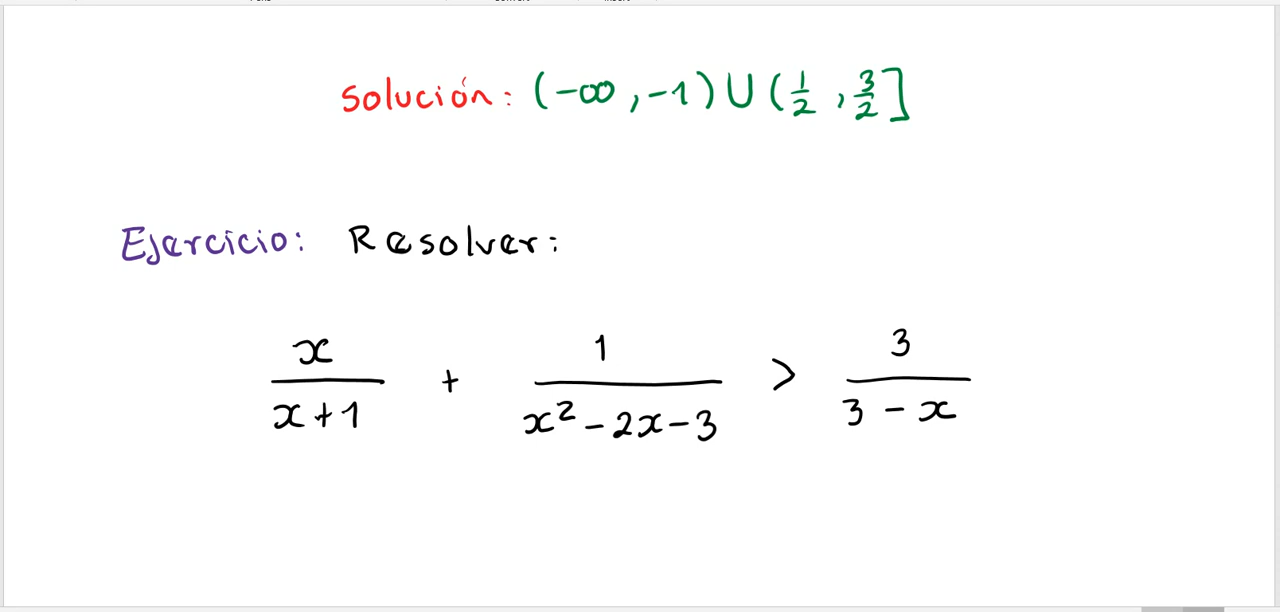 Solución: (-∞, -1) ∪ (1/2, 3/2]
Ejercicio: Resolver:
x/(x+1) + 1/(x²-2x-3) > 3/(3-x)